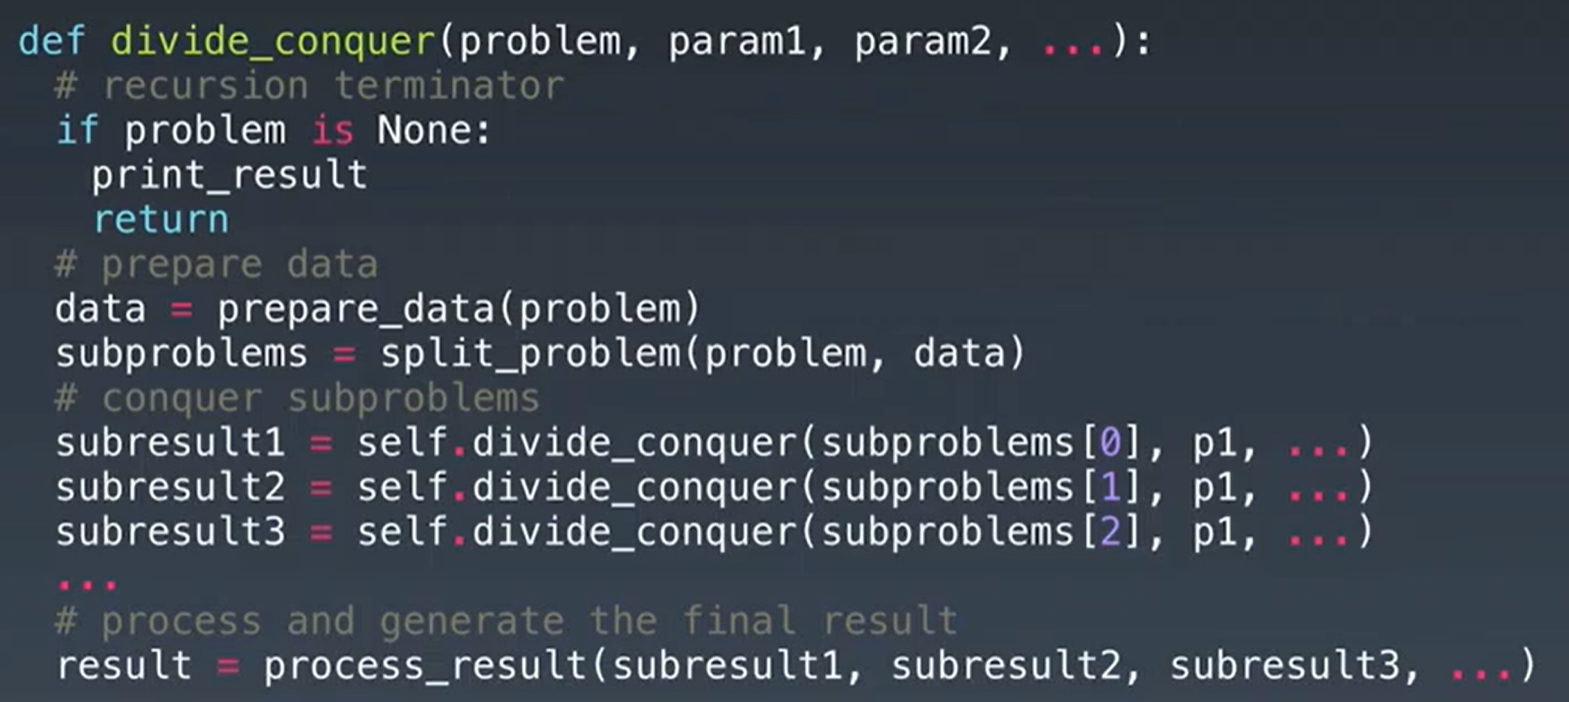 def divide_conquer(problem, param1, param2, ...):
  # recursion terminator
  if problem is None:
    print_result
    return
  # prepare data
  data = prepare_data(problem)
  subproblems = split_problem(problem, data)
  # conquer subproblems
  subresult1 = self.divide_conquer(subproblems[0], p1, ...)
  subresult2 = self.divide_conquer(subproblems[1], p1, ...)
  subresult3 = self.divide_conquer(subproblems[2], p1, ...)
  ...
  # process and generate the final result
  result = process_result(subresult1, subresult2, subresult3, ...)